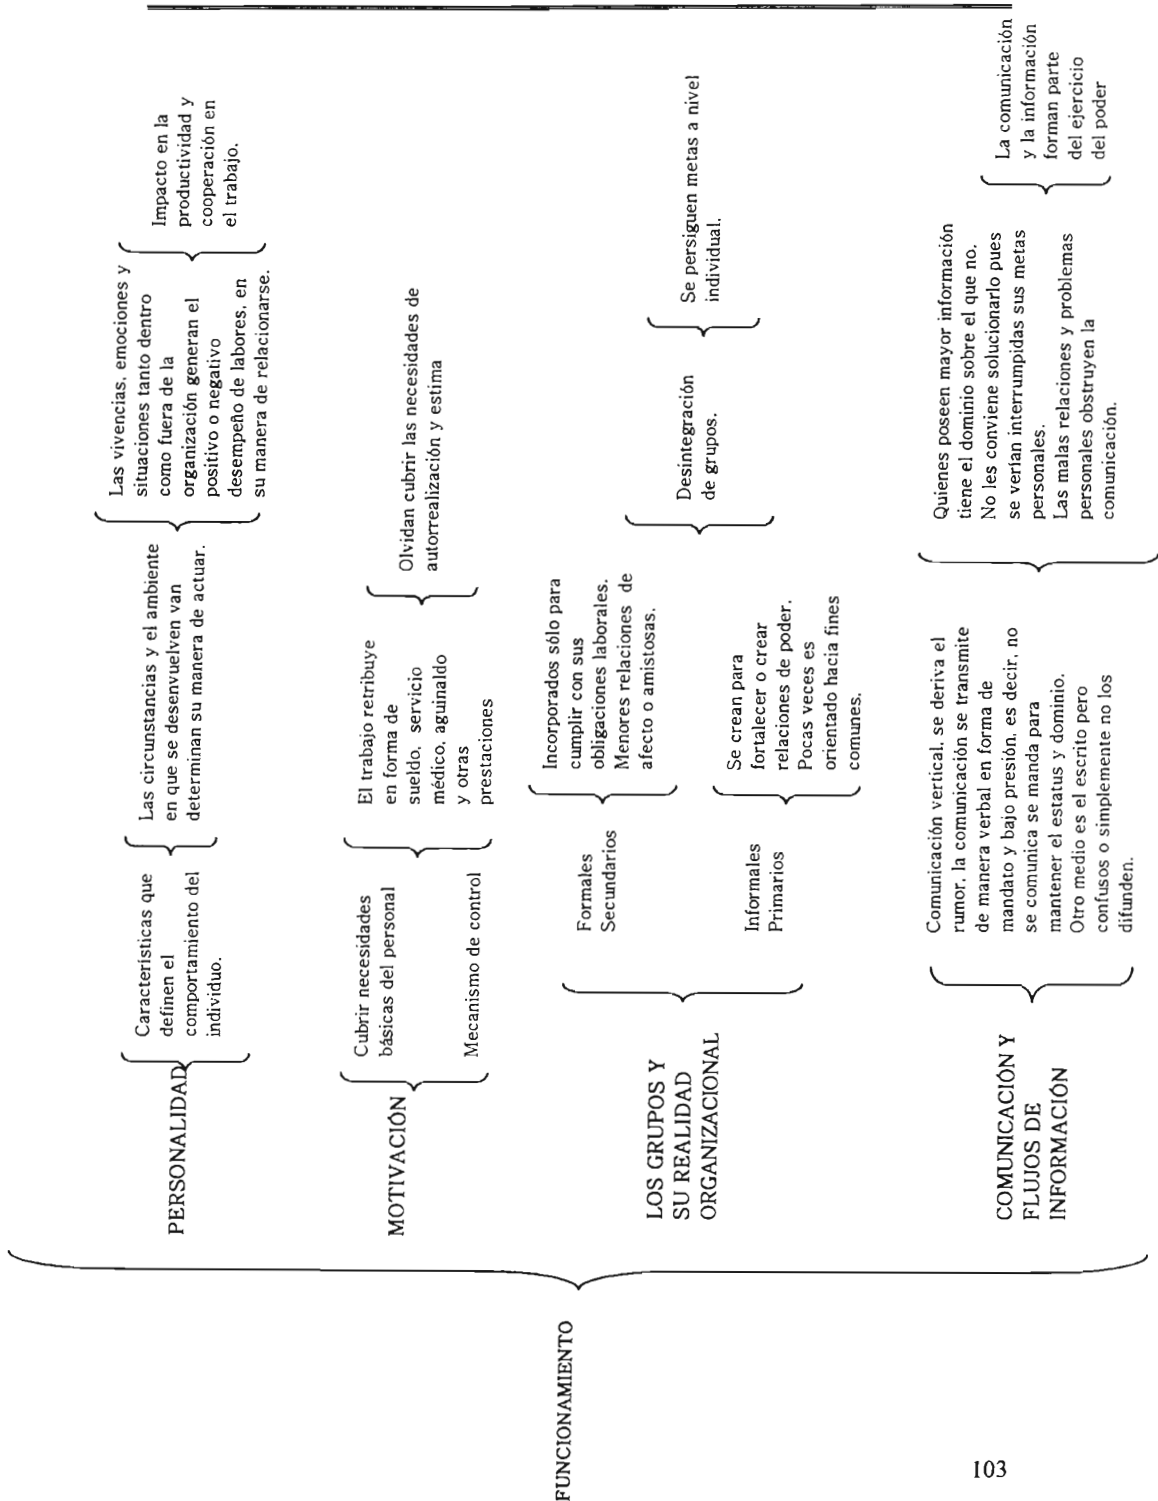 FUNCIONAMIENTO
PERSONALIDAD
Características que
definen el
comportamiento del
individuo.
Las circunstancias y el ambiente
en que se desenvuelven van
determinan su manera de actuar.
Las vivencias, emociones y
situaciones tanto dentro
como fuera de la
organización generan el
positivo o negativo
desempeño de labores, en
su manera de relacionarse.
Impacto en la
productividad y
cooperación en
el trabajo.
MOTIVACIÓN
Cubrir necesidades
básicas del personal
Mecanismo de control
El trabajo retribuye
en forma de
sueldo, servicio
médico, aguinaldo
y otras
prestaciones
Olvidan cubrir las necesidades de
autorrealización y estima
LOS GRUPOS Y
SU REALIDAD
ORGANIZACIONAL
Formales
Secundarios
Incorporados sólo para
cumplir con sus
obligaciones laborales.
Menores relaciones de
afecto o amistosas.
Informales
Primarios
Se crean para
fortalecer o crear
relaciones de poder.
Pocas veces es
orientado hacia fines
comunes.
Desintegración
de grupos.
Se persiguen metas a nivel
individual.
COMUNICACIÓN Y
FLUJOS DE
INFORMACIÓN
Comunicación vertical, se deriva el
rumor, la comunicación se transmite
de manera verbal en forma de
mandato y bajo presión, es decir, no
se comunica se manda para
mantener el estatus y dominio.
Otro medio es el escrito pero
confusos o simplemente no los
difunden.
Quienes poseen mayor información
tiene el dominio sobre el que no.
No les conviene solucionarlo pues
se verían interrumpidas sus metas
personales.
Las malas relaciones y problemas
personales obstruyen la
comunicación.
La comunicación
y la información
forman parte
del ejercicio
del poder
103